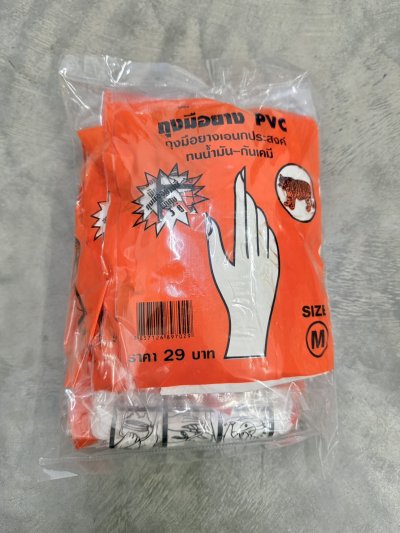 ถุงมือยาง PVC
ถุงมือยางเอนกประสงค์
ทนน้ำมัน-กันเคมี
SIZE
M
ราคา 29 บาท